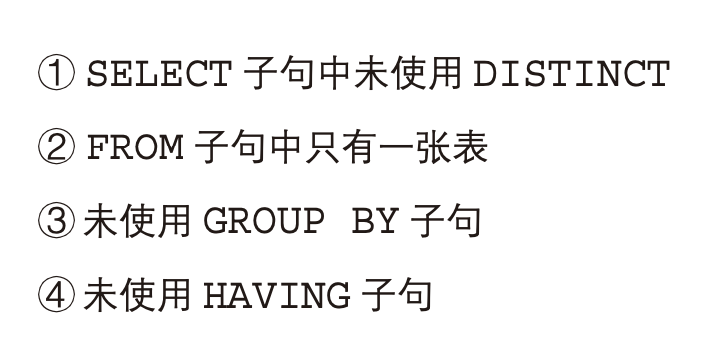 ① SELECT 子句中未使用 DISTINCT
② FROM 子句中只有一张表
③ 未使用 GROUP BY 子句
④ 未使用 HAVING 子句